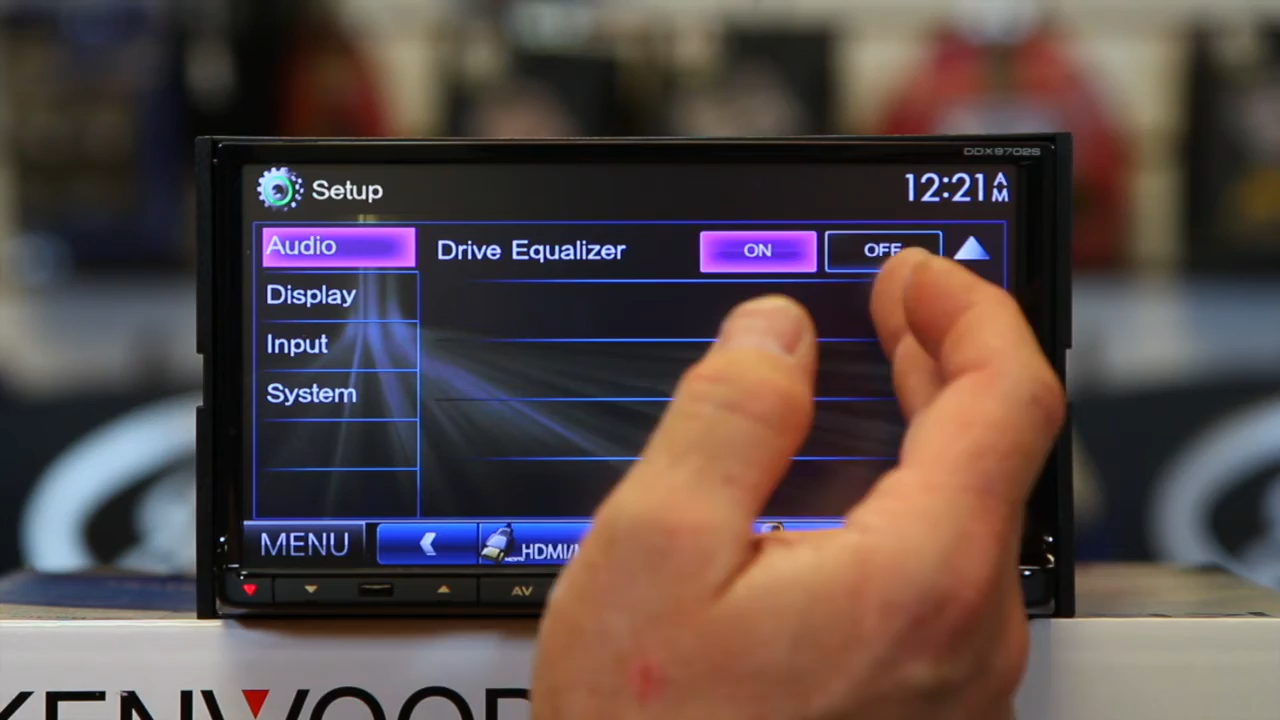 DDX9702S
Setup
12:21 AM
Audio
Drive Equalizer
ON
OFF
Display
Input
System
MENU
HDMI/
AV
KENWOOD